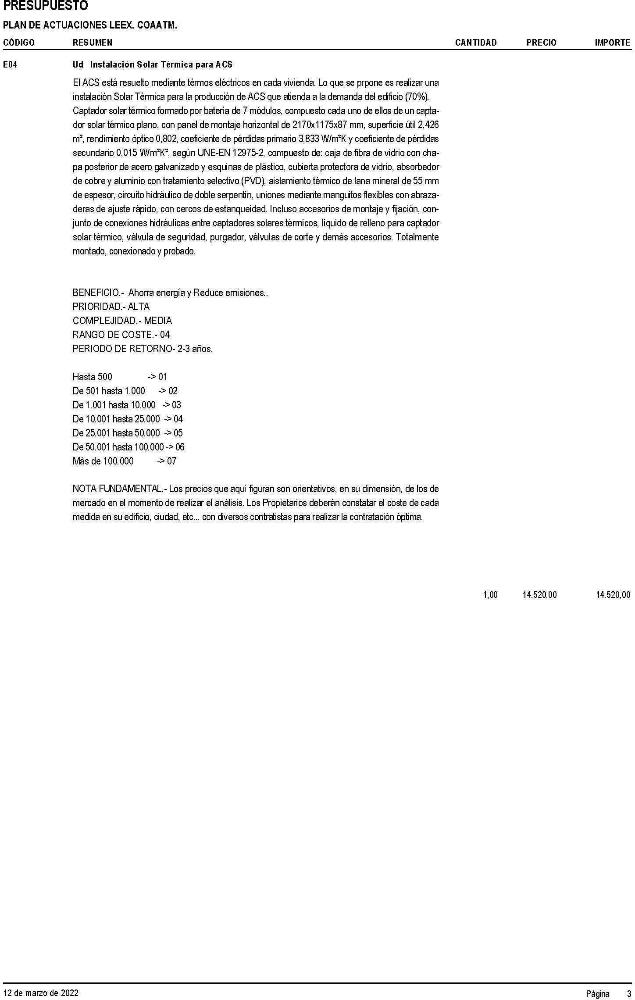 PRESUPUESTO
PLAN DE ACTUACIONES LEEX. COAATM.
CÓDIGO RESUMEN CANTIDAD PRECIO IMPORTE
E04 Ud Instalación Solar Térmica para ACS
El ACS está resuelto mediante térmos eléctricos en cada vivienda. Lo que se prpone es realizar una
instalación Solar Térmica para la producción de ACS que atienda a la demanda del edificio (70%).
Captador solar térmico formado por batería de 7 módulos, compuesto cada uno de ellos de un capta-
dor solar térmico plano, con panel de montaje horizontal de 2170x1175x87 mm, superficie útil 2,426
m², rendimiento óptico 0,802, coeficiente de pérdidas primario 3,833 W/m²K y coeficiente de pérdidas
secundario 0,015 W/m²K², según UNE-EN 12975-2, compuesto de: caja de fibra de vidrio con cha-
pa posterior de acero galvanizado y esquinas de plástico, cubierta protectora de vidrio, absorbedor
de cobre y aluminio con tratamiento selectivo (PVD), aislamiento térmico de lana mineral de 55 mm
de espesor, circuito hidráulico de doble serpentín, uniones mediante manguitos flexibles con abraza-
deras de ajuste rápido, con cercos de estanqueidad. Incluso accesorios de montaje y fijación, con-
junto de conexiones hidráulicas entre captadores solares térmicos, líquido de relleno para captador
solar térmico, válvula de seguridad, purgador, válvulas de corte y demás accesorios. Totalmente
montado, conexionado y probado.
BENEFICIO.- Ahorra energía y Reduce emisiones..
PRIORIDAD.- ALTA
COMPLEJIDAD.- MEDIA
RANGO DE COSTE.- 04
PERIODO DE RETORNO- 2-3 años.
Hasta 500 -> 01
De 501 hasta 1.000 -> 02
De 1.001 hasta 10.000 -> 03
De 10.001 hasta 25.000 -> 04
De 25.001 hasta 50.000 -> 05
De 50.001 hasta 100.000 -> 06
Más de 100.000 -> 07
NOTA FUNDAMENTAL.- Los precios que aquí figuran son orientativos, en su dimensión, de los de
mercado en el momento de realizar el análisis. Los Propietarios deberán constatar el coste de cada
medida en su edificio, ciudad, etc... con diversos contratistas para realizar la contratación óptima.
1,00 14.520,00 14.520,00
12 de marzo de 2022 Página 3